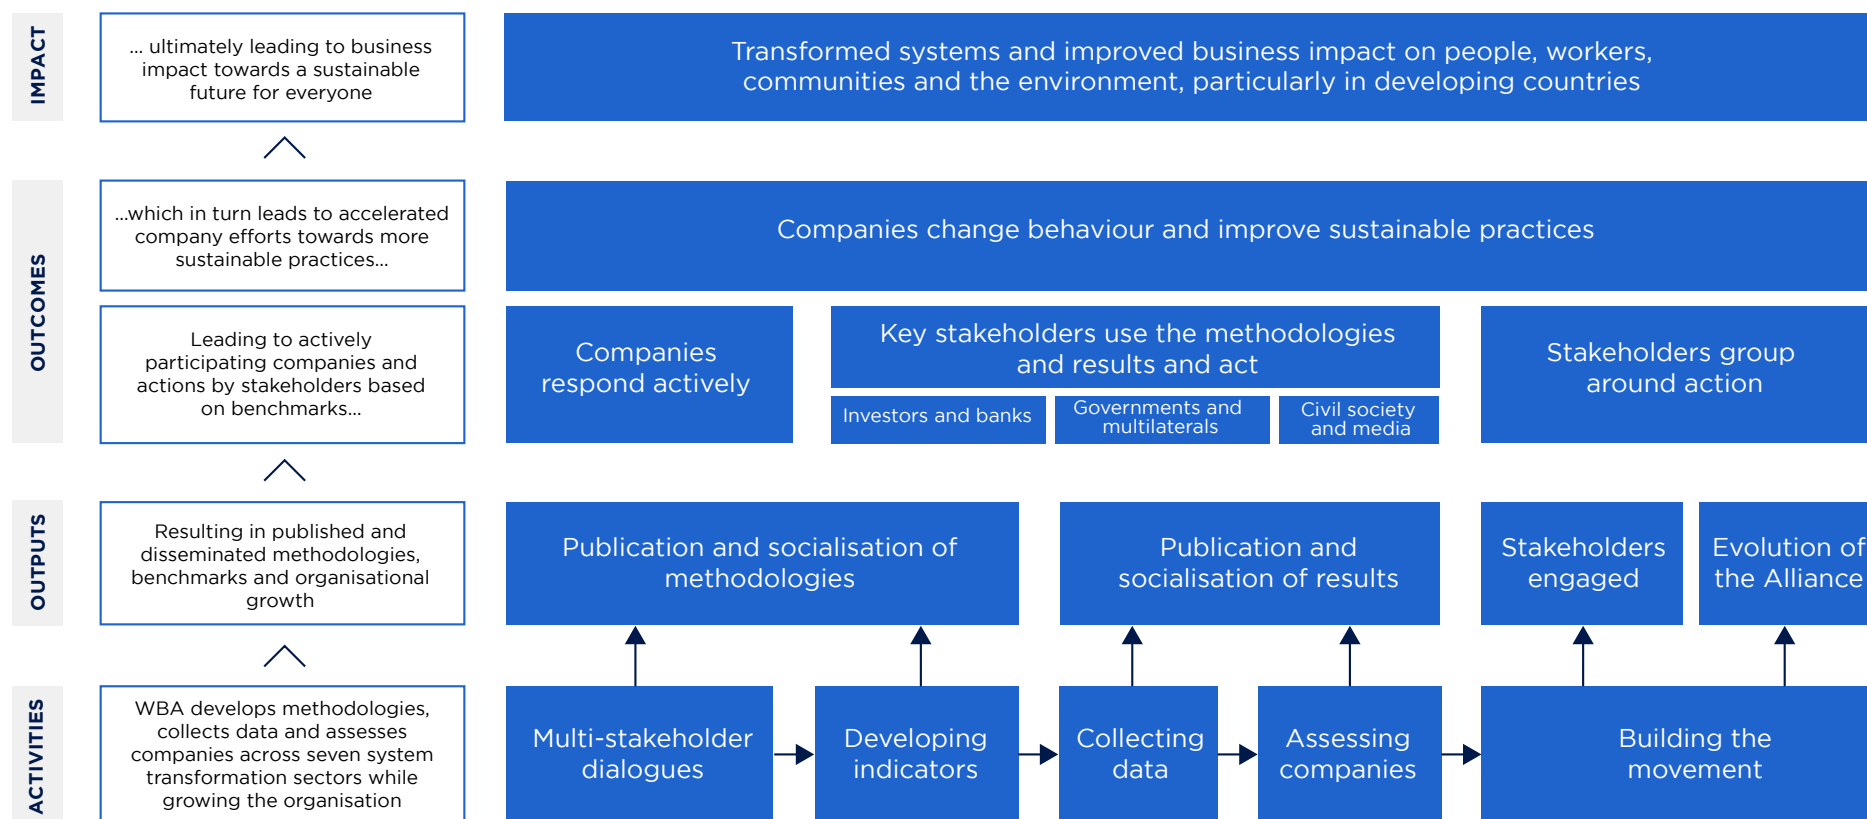 IMPACT
... ultimately leading to business
impact towards a sustainable
future for everyone
Transformed systems and improved business impact on people, workers,
communities and the environment, particularly in developing countries
OUTCOMES
...which in turn leads to accelerated
company efforts towards more
sustainable practices...
Companies change behaviour and improve sustainable practices
Leading to actively
participating companies and
actions by stakeholders based
on benchmarks...
Companies
respond actively
Key stakeholders use the methodologies
and results and act
Investors and banks
Governments and
multilaterals
Civil society
and media
Stakeholders group
around action
OUTPUTS
Resulting in published and
disseminated methodologies,
benchmarks and organisational
growth
Publication and socialisation of
methodologies
Publication and
socialisation of results
Stakeholders
engaged
Evolution of
the Alliance
ACTIVITIES
WBA develops methodologies,
collects data and assesses
companies across seven system
transformation sectors while
growing the organisation
Multi-stakeholder
dialogues
Developing
indicators
Collecting
data
Assessing
companies
Building the
movement